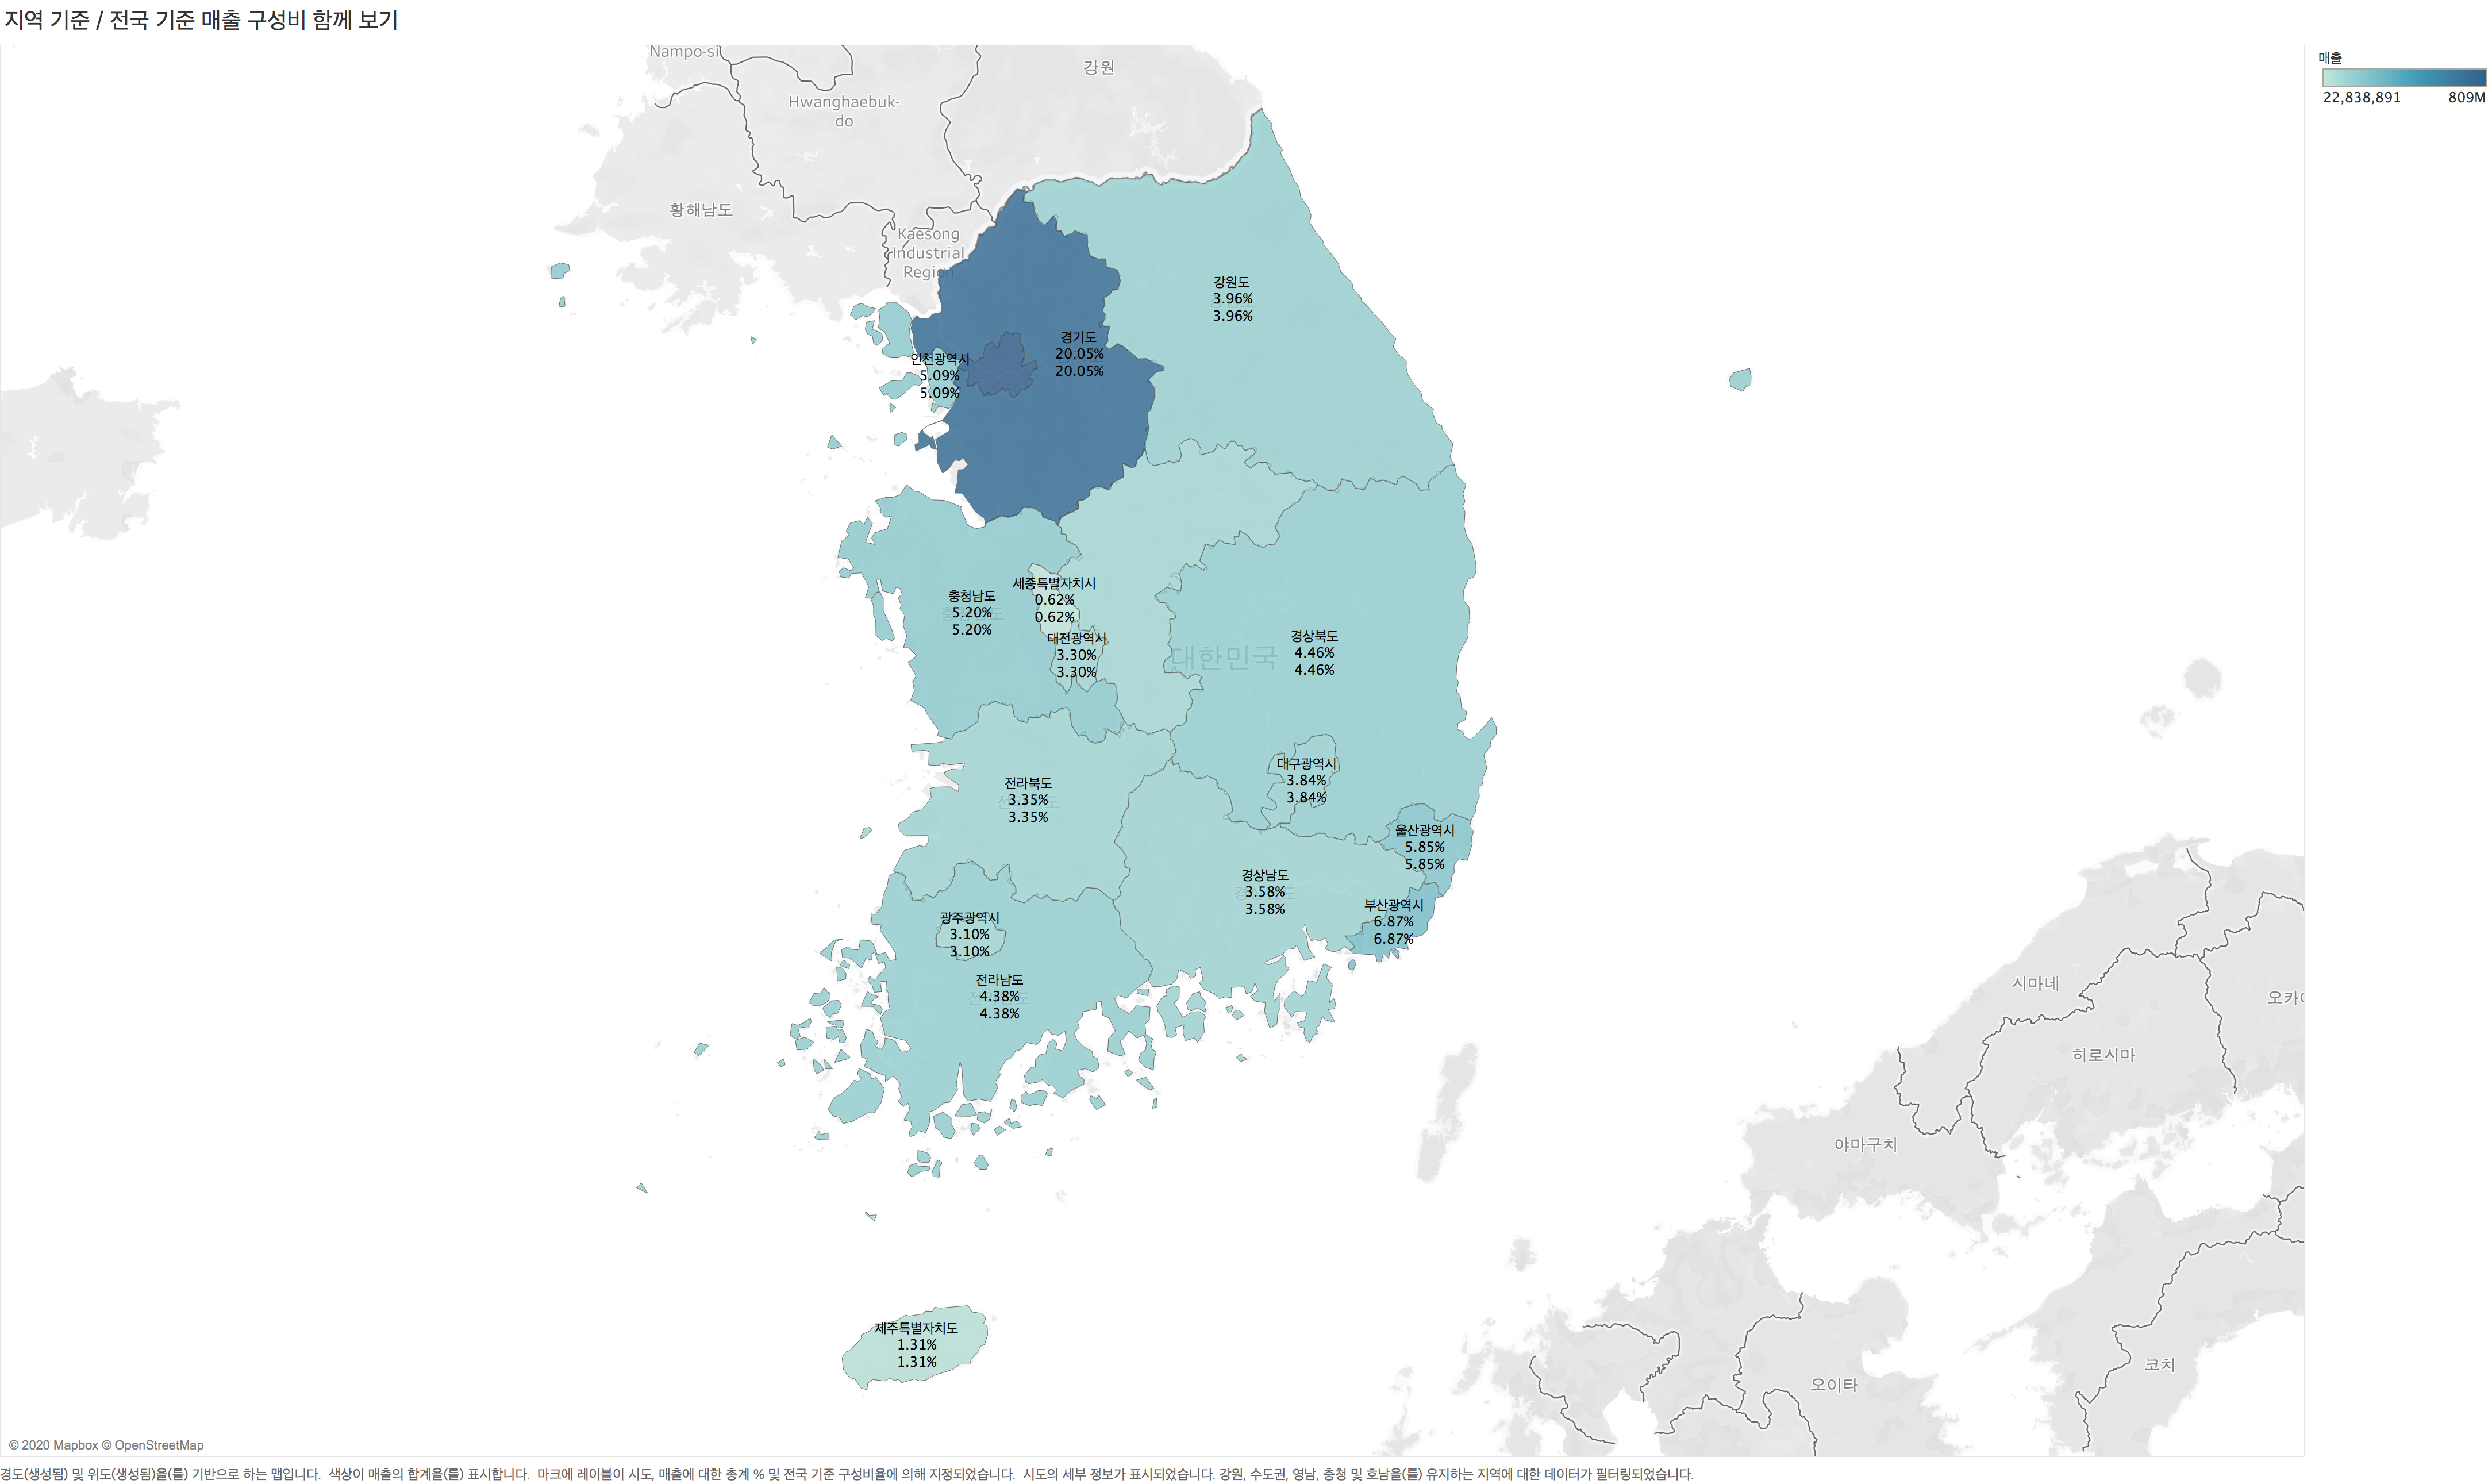 지역 기준 / 전국 기준 매출 구성비 함께 보기
매출
22,838,891 809M
Nampo-si
강원
Hwanghaebuk-
do
황해남도
Kaesong
Industrial
Region
강원도
3.96%
3.96%
경기도
20.05%
20.05%
인천광역시
5.09%
5.09%
세종특별자치시
0.62%
0.62%
충청남도
5.20%
5.20%
대전광역시
3.30%
3.30%
대한민국
경상북도
4.46%
4.46%
대구광역시
3.84%
3.84%
전라북도
3.35%
3.35%
울산광역시
5.85%
5.85%
경상남도
3.58%
3.58%
부산광역시
6.87%
6.87%
광주광역시
3.10%
3.10%
전라남도
4.38%
4.38%
시마네
히로시마
야마구치
제주특별자치도
1.31%
1.31%
코치
오이타
© 2020 Mapbox © OpenStreetMap
경도(생성됨) 및 위도(생성됨)을(를) 기반으로 하는 맵입니다. 색상이 매출의 합계을(를) 표시합니다. 마크에 레이블이 시도, 매출에 대한 총계 % 및 전국 기준 구성비율에 의해 지정되었습니다. 시도의 세부 정보가 표시되었습니다. 강원, 수도권, 영남, 충청 및 호남을(를) 유지하는 지역에 대한 데이터가 필터링되었습니다.